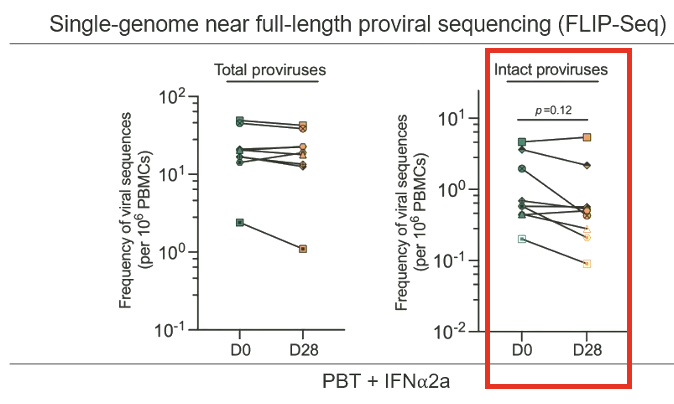 Single-genome near full-length proviral sequencing (FLIP-Seq)
Total proviruses
Frequency of viral sequences
(per 10⁶ PBMCs)
10²
10¹
10⁰
10⁻¹
D0 D28
Intact proviruses
p=0.12
Frequency of viral sequences
(per 10⁶ PBMCs)
10¹
10⁰
10⁻¹
10⁻²
D0 D28
PBT + IFNα2a